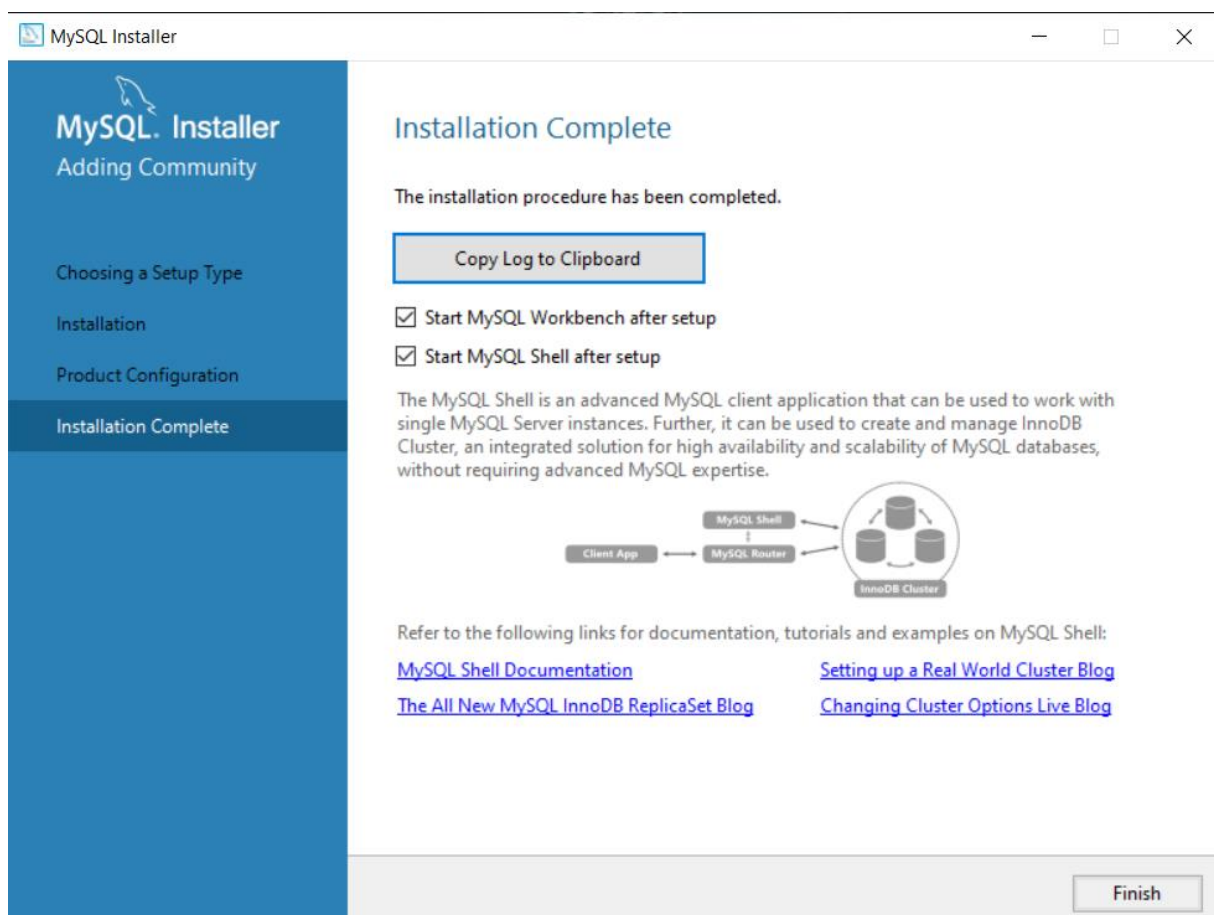 MySQL Installer
MySQL. Installer
Adding Community
Choosing a Setup Type
Installation
Product Configuration
Installation Complete
Installation Complete
The installation procedure has been completed.
Copy Log to Clipboard
Start MySQL Workbench after setup
Start MySQL Shell after setup
The MySQL Shell is an advanced MySQL client application that can be used to work with
single MySQL Server instances. Further, it can be used to create and manage InnoDB
Cluster, an integrated solution for high availability and scalability of MySQL databases,
without requiring advanced MySQL expertise.
MySQL Shell
Client App
MySQL Router
InnoDB Cluster
Refer to the following links for documentation, tutorials and examples on MySQL Shell:
MySQL Shell Documentation
Setting up a Real World Cluster Blog
The All New MySQL InnoDB ReplicaSet Blog
Changing Cluster Options Live Blog
Finish